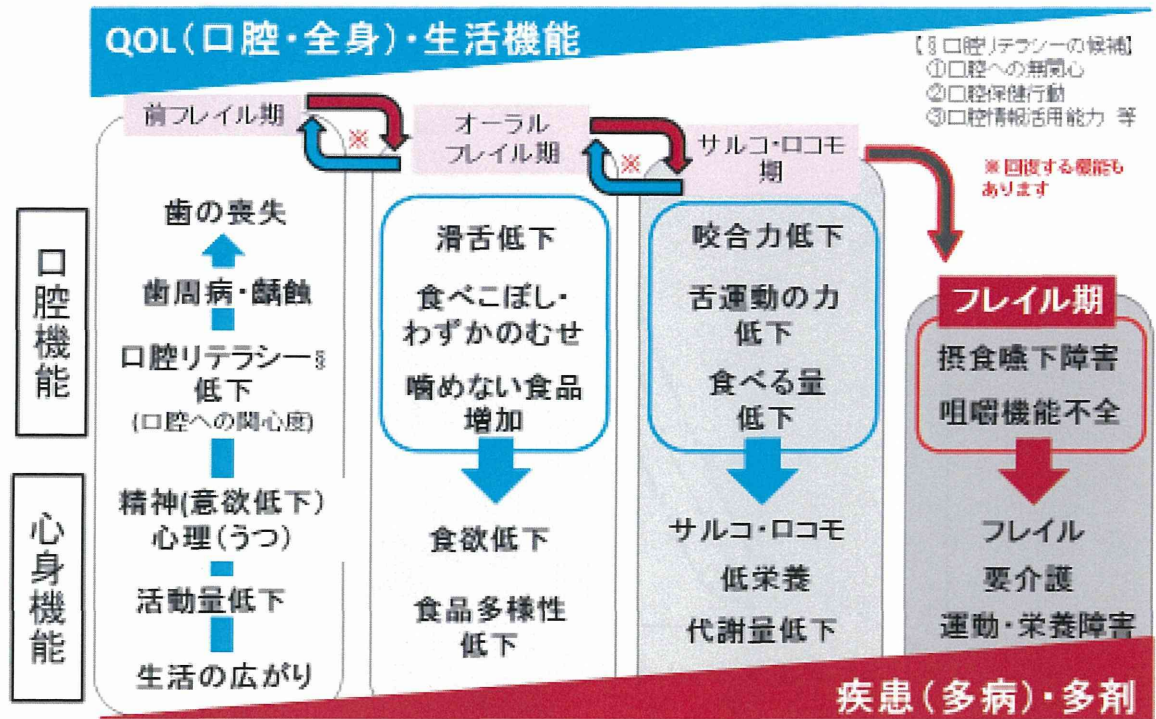 QOL（口腔・全身）・生活機能
【§口腔リテラシーの候補】
①口腔への無関心
②口腔保健行動
③口腔情報活用能力 等
前フレイル期
※
オーラル
フレイル期
※
サルコ・ロコモ
期
※回復する機能も
あります
口腔機能
歯の喪失
歯周病・齲蝕
口腔リテラシー§
低下
(口腔への関心度)
滑舌低下
食べこぼし・
わずかのむせ
噛めない食品
増加
咬合力低下
舌運動の力
低下
食べる量
低下
フレイル期
摂食嚥下障害
咀嚼機能不全
心身機能
精神(意欲低下)
心理(うつ)
活動量低下
生活の広がり
食欲低下
食品多様性
低下
サルコ・ロコモ
低栄養
代謝量低下
フレイル
要介護
運動・栄養障害
疾患(多病)・多剤